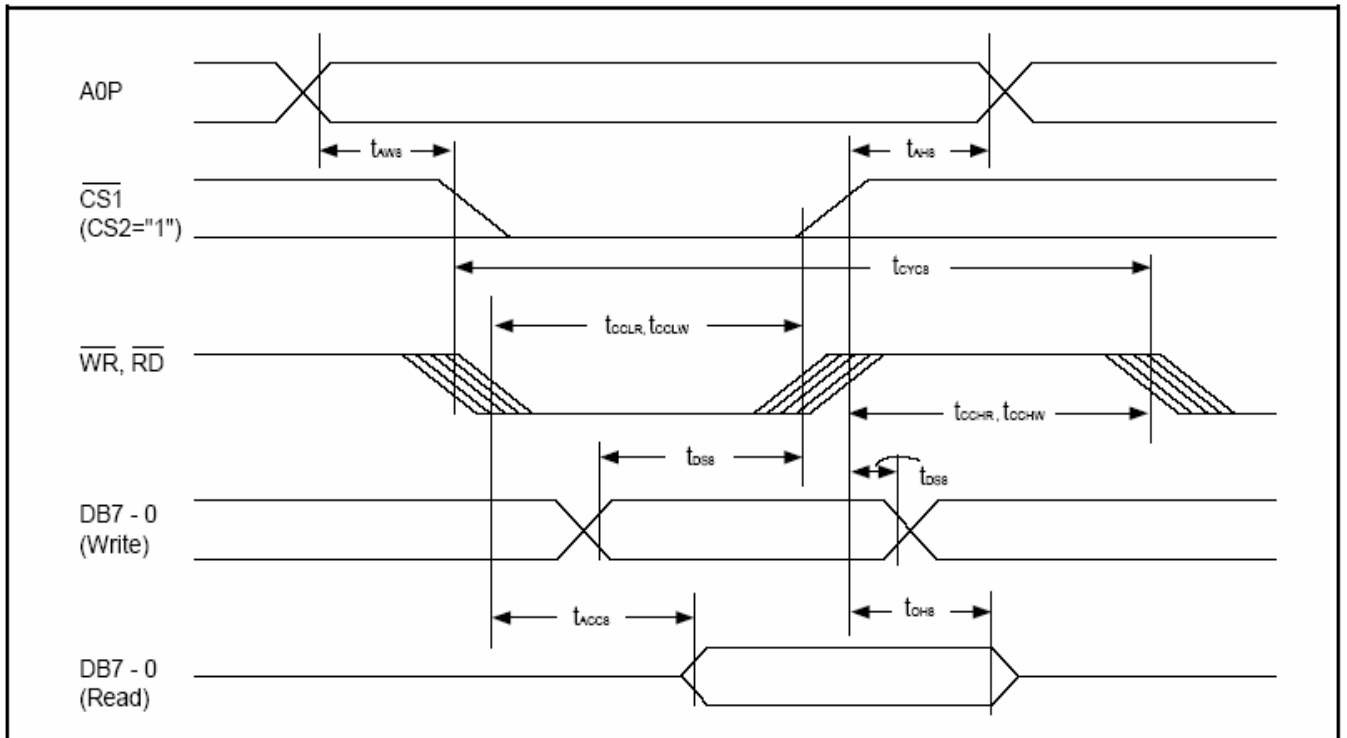 A0P
tAW8
tAH8
CS1
(CS2="1")
tCYC8
tCCLR, tCCLW
WR, RD
tCCHR, tCCHW
tDS8
tDS8
DB7 - 0
(Write)
tACC8
tOH8
DB7 - 0
(Read)